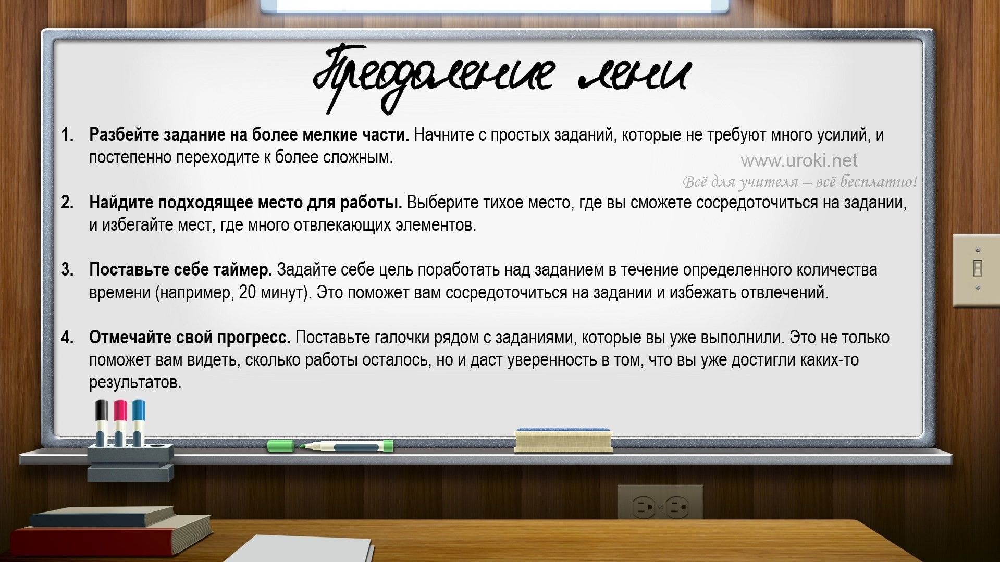 Преодоление лени
1. Разбейте задание на более мелкие части. Начните с простых заданий, которые не требуют много усилий, и
постепенно переходите к более сложным.
www.uroki.net
Всё для учителя – всё бесплатно!
2. Найдите подходящее место для работы. Выберите тихое место, где вы сможете сосредоточиться на задании,
и избегайте мест, где много отвлекающих элементов.
3. Поставьте себе таймер. Задайте себе цель поработать над заданием в течение определенного количества
времени (например, 20 минут). Это поможет вам сосредоточиться на задании и избежать отвлечений.
4. Отмечайте свой прогресс. Поставьте галочки рядом с заданиями, которые вы уже выполнили. Это не только
поможет вам видеть, сколько работы осталось, но и даст уверенность в том, что вы уже достигли каких-то
результатов.